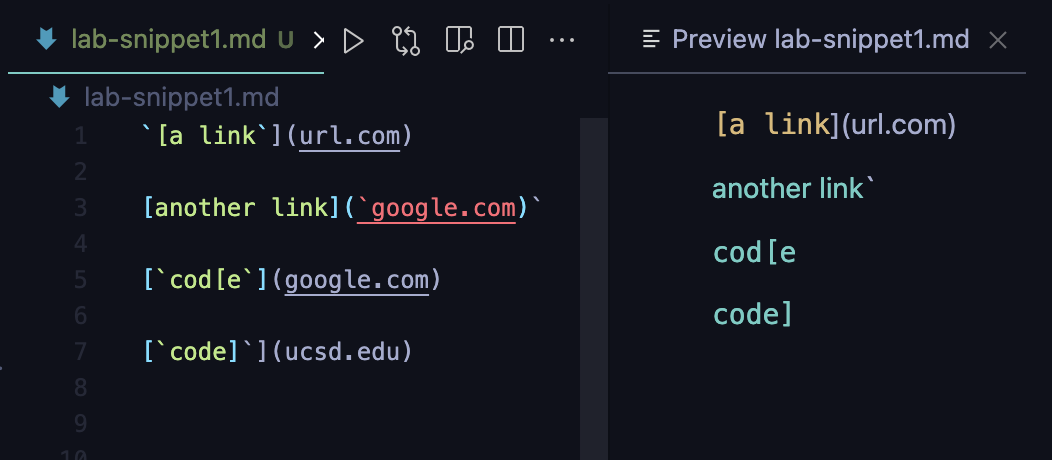 lab-snippet1.md U
Preview lab-snippet1.md
lab-snippet1.md
1 `[a link`](url.com)
2
3 [another link](`google.com)`
4
5 [`cod[e`](google.com)
6
7 [`code]`](ucsd.edu)
8
9
10
[a link](url.com)
another link`
cod[e
code]